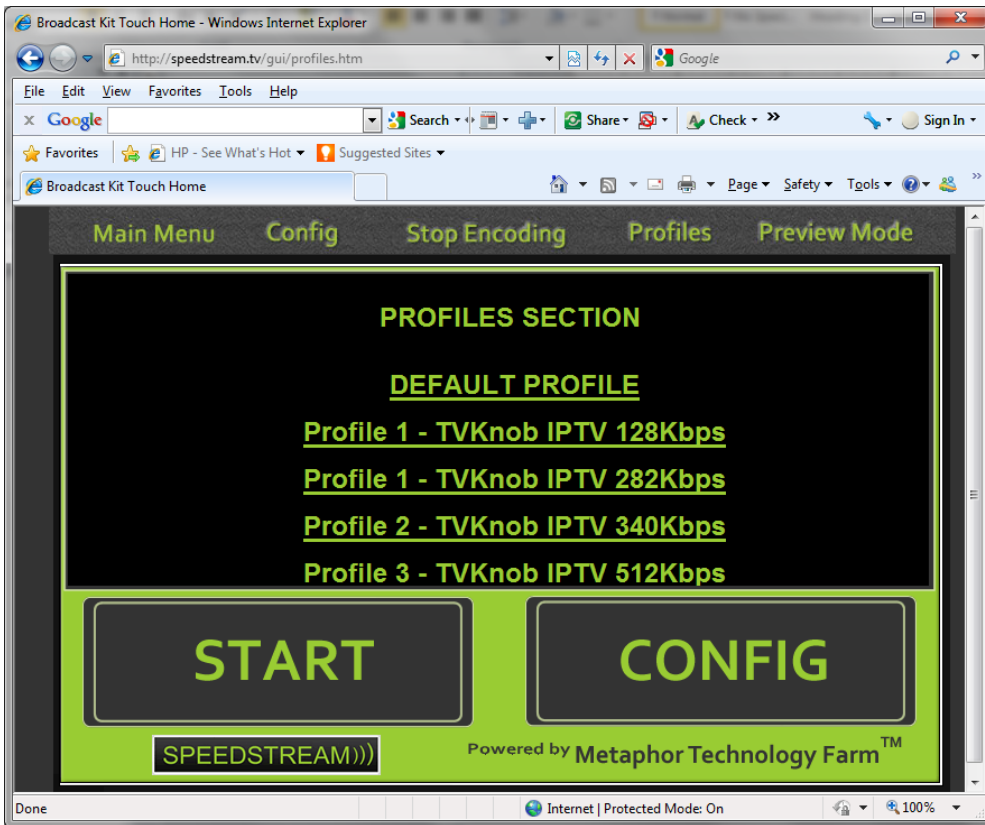 Broadcast Kit Touch Home - Windows Internet Explorer
http://speedstream.tv/gui/profiles.htm
Google
File Edit View Favorites Tools Help
x Google Search Share Check >> Sign In
Favorites HP - See What's Hot Suggested Sites
Broadcast Kit Touch Home Page Safety Tools >>
Main Menu Config Stop Encoding Profiles Preview Mode
PROFILES SECTION
DEFAULT PROFILE
Profile 1 - TVKnob IPTV 128Kbps
Profile 1 - TVKnob IPTV 282Kbps
Profile 2 - TVKnob IPTV 340Kbps
Profile 3 - TVKnob IPTV 512Kbps
START CONFIG
SPEEDSTREAM))) Powered by Metaphor Technology Farm™
Done Internet | Protected Mode: On 100%